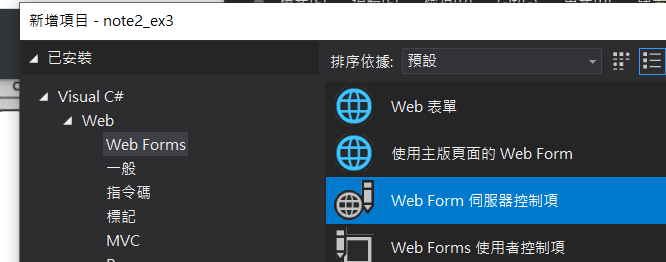 新增項目 - note2_ex3
已安裝
排序依據: 預設
Visual C#
Web
Web Forms
一般
指令碼
標記
MVC
Web 表單
使用主版頁面的 Web Form
Web Form 伺服器控制項
Web Forms 使用者控制項